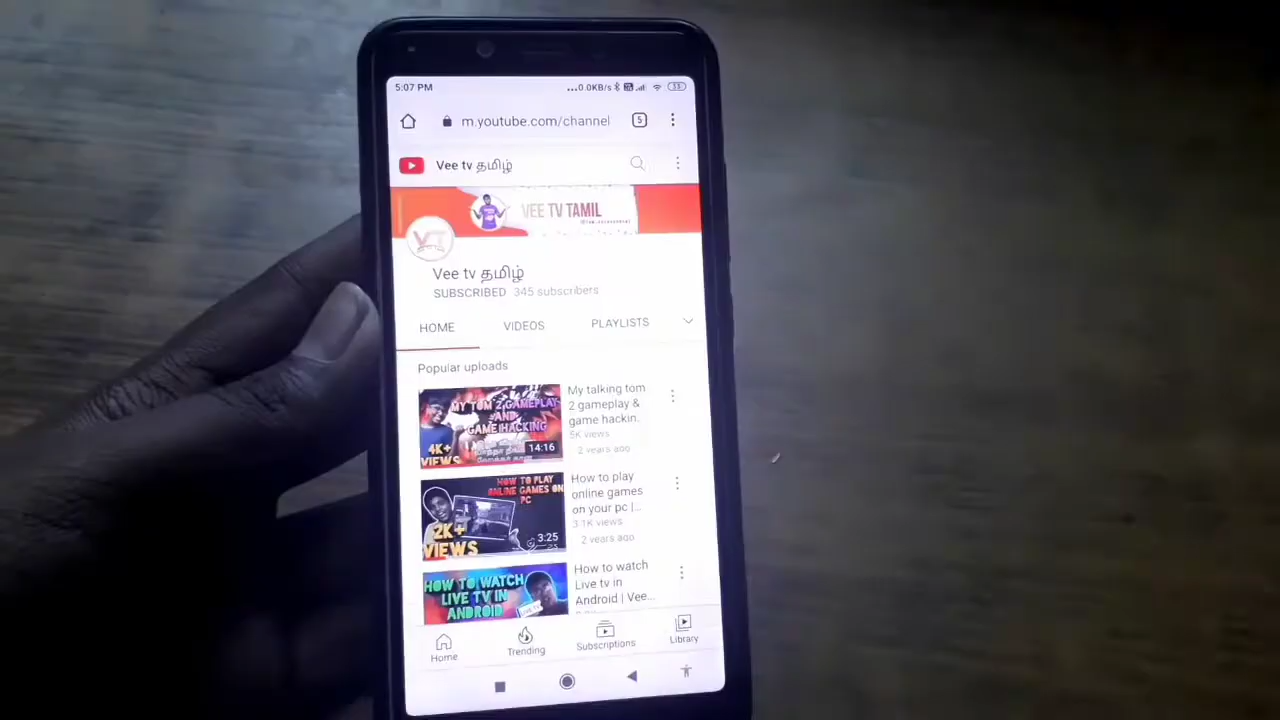 5:07 PM
...0.0KB/s
33
m.youtube.com/channel
5
Vee tv தமிழ்
VEE TV TAMIL
VT
Vee tv தமிழ்
SUBSCRIBED 345 subscribers
HOME VIDEOS PLAYLISTS
Popular uploads
MY TOM 2 GAMEPLAY
AND
GAME HACKING
4K+
VIEWS
14:16
My talking tom
2 gameplay &
game hackin..
5K views
2 years ago
HOW TO PLAY
ONLINE GAMES ON
PC
2K+
VIEWS
3:25
How to play
online games
on your pc |...
3.1K views
2 years ago
HOW TO WATCH
LIVE TV IN
ANDROID
LIVE TV
How to watch
Live tv in
Android | Vee...
Home
Trending
Subscriptions
Library